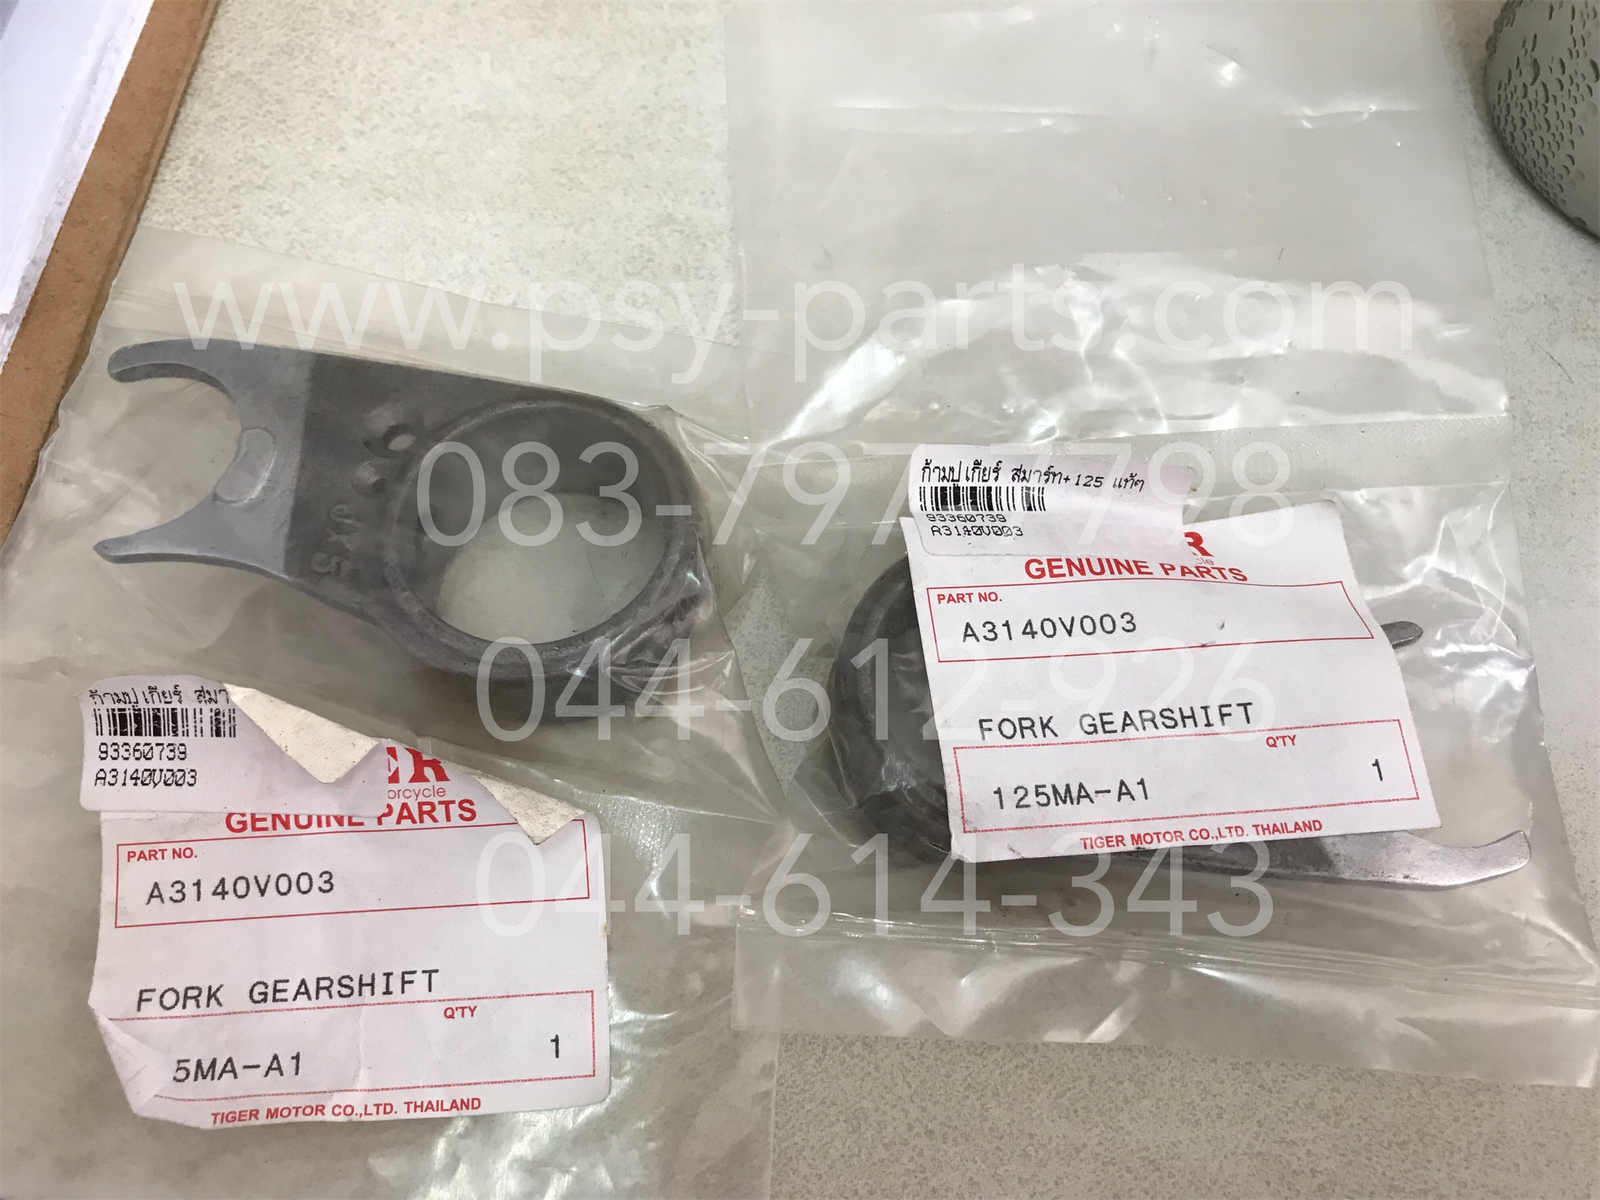 www.psy-parts.com
083-797-7798
044-612-926
044-614-343
ก้ามปูเกียร์ สมาร์ท+125 แท้ๆ
93360739
A3140V003
GENUINE PARTS
PART NO.
A3140V003
FORK GEARSHIFT
Q'TY
125MA-A1
1
TIGER MOTOR CO.,LTD. THAILAND
ก้ามปูเกียร์ สมา
93360739
A3140V003
orcycle
GENUINE PARTS
PART NO.
A3140V003
FORK GEARSHIFT
Q'TY
5MA-A1
1
TIGER MOTOR CO.,LTD. THAILAND